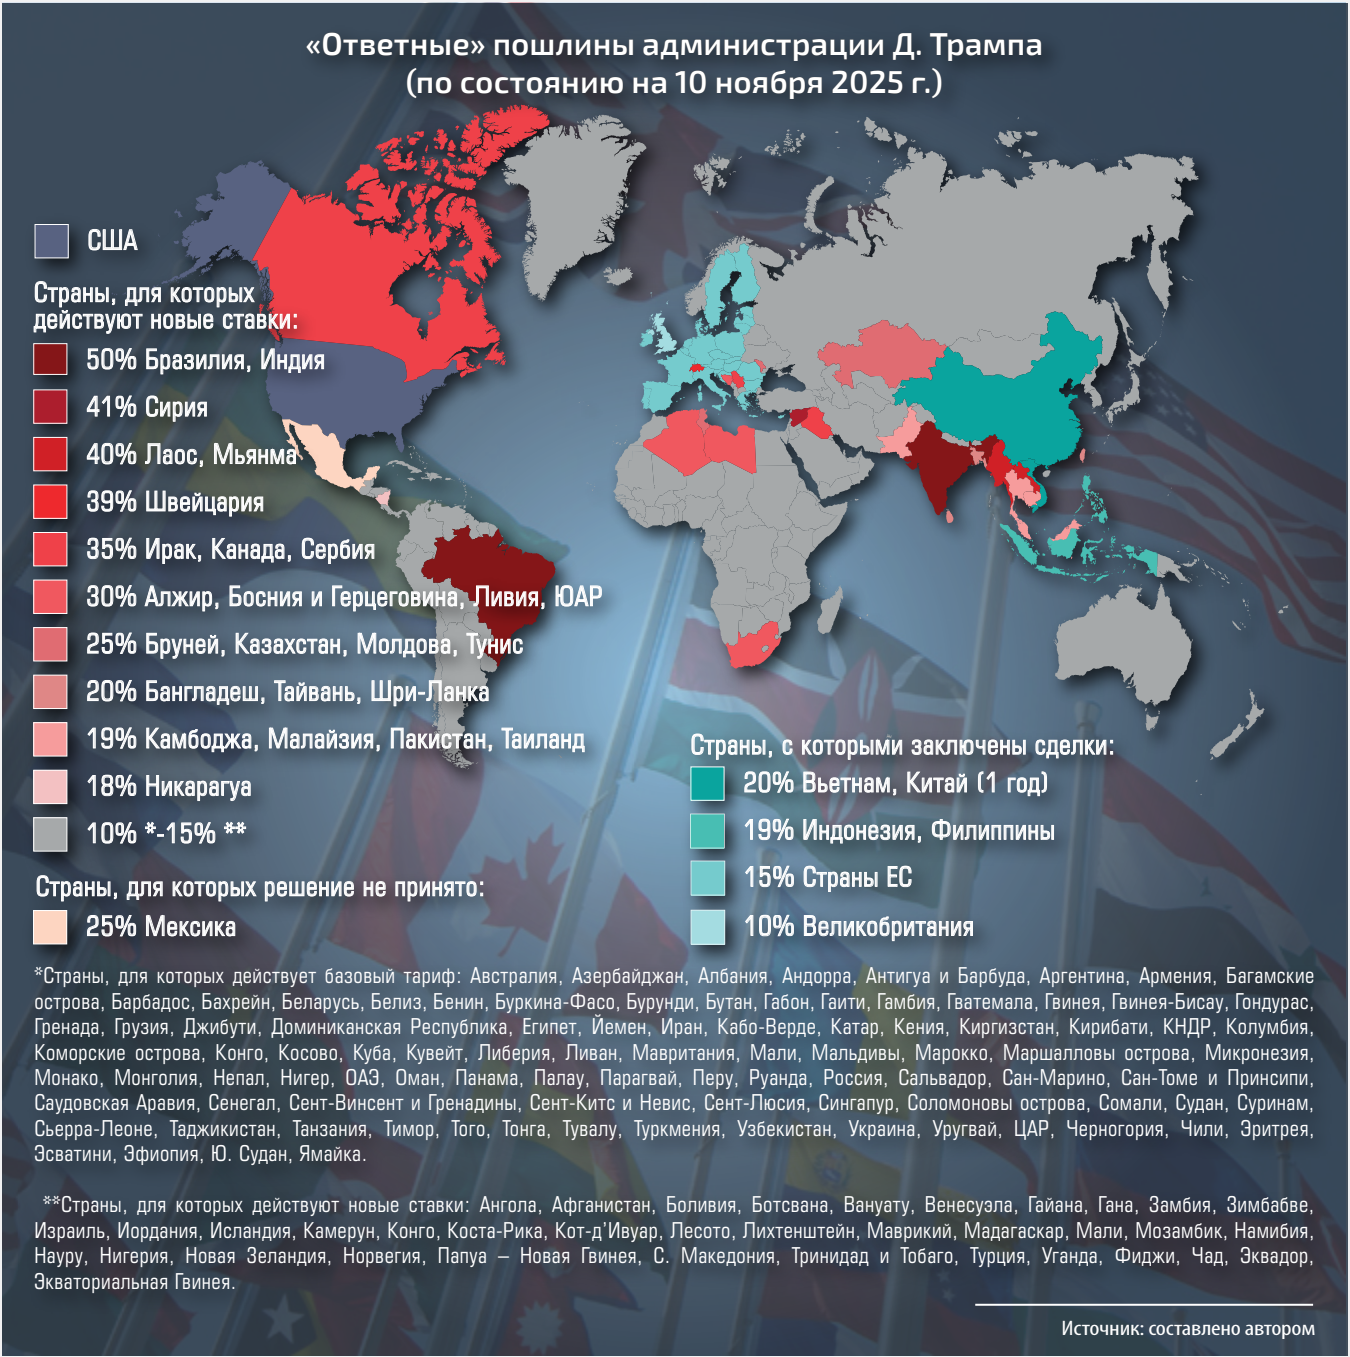 «Ответные» пошлины администрации Д. Трампа
(по состоянию на 10 ноября 2025 г.)
США
Страны, для которых
действуют новые ставки:
50% Бразилия, Индия
41% Сирия
40% Лаос, Мьянма
39% Швейцария
35% Ирак, Канада, Сербия
30% Алжир, Босния и Герцеговина, Ливия, ЮАР
25% Бруней, Казахстан, Молдова, Тунис
20% Бангладеш, Тайвань, Шри-Ланка
19% Камбоджа, Малайзия, Пакистан, Таиланд
18% Никарагуа
10% *-15% **
Страны, для которых решение не принято:
25% Мексика
Страны, с которыми заключены сделки:
20% Вьетнам, Китай (1 год)
19% Индонезия, Филиппины
15% Страны ЕС
10% Великобритания
*Страны, для которых действует базовый тариф: Австралия, Азербайджан, Албания, Андорра, Антигуа и Барбуда, Аргентина, Армения, Багамские
острова, Барбадос, Бахрейн, Беларусь, Белиз, Бенин, Буркина-Фасо, Бурунди, Бутан, Габон, Гаити, Гамбия, Гватемала, Гвинея, Гвинея-Бисау, Гондурас,
Гренада, Грузия, Джибути, Доминиканская Республика, Египет, Йемен, Иран, Кабо-Верде, Катар, Кения, Киргизстан, Кирибати, КНДР, Колумбия,
Коморские острова, Конго, Косово, Куба, Кувейт, Либерия, Ливан, Мавритания, Мали, Мальдивы, Марокко, Маршалловы острова, Микронезия,
Монако, Монголия, Непал, Нигер, ОАЭ, Оман, Панама, Палау, Парагвай, Перу, Руанда, Россия, Сальвадор, Сан-Марино, Сан-Томе и Принсипи,
Саудовская Аравия, Сенегал, Сент-Винсент и Гренадины, Сент-Китс и Невис, Сент-Люсия, Сингапур, Соломоновы острова, Сомали, Судан, Суринам,
Сьерра-Леоне, Таджикистан, Танзания, Тимор, Того, Тонга, Тувалу, Туркмения, Узбекистан, Украина, Уругвай, ЦАР, Черногория, Чили, Эритрея,
Эсватини, Эфиопия, Ю. Судан, Ямайка.
**Страны, для которых действуют новые ставки: Ангола, Афганистан, Боливия, Ботсвана, Вануату, Венесуэла, Гайана, Гана, Замбия, Зимбабве,
Израиль, Иордания, Исландия, Камерун, Конго, Коста-Рика, Кот-д'Ивуар, Лесото, Лихтенштейн, Маврикий, Мадагаскар, Мали, Мозамбик, Намибия,
Науру, Нигерия, Новая Зеландия, Норвегия, Папуа – Новая Гвинея, С. Македония, Тринидад и Тобаго, Турция, Уганда, Фиджи, Чад, Эквадор,
Экваториальная Гвинея.
Источник: составлено автором